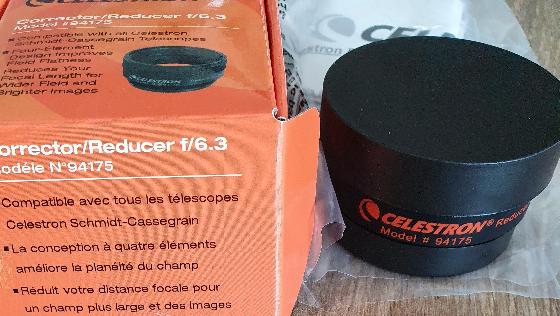 Corrector/Reducer f/6.3
Model #94175
Compatible with all Celestron
Schmidt-Cassegrain Telescopes
Four-Element
Design Improves
Field Flatness
Reduces Your
Focal Length for
Wider Field and
Brighter Images
orrector/Reducer f/6.3
odèle N°94175
Compatible avec tous les télescopes
Celestron Schmidt-Cassegrain
La conception à quatre éléments
améliore la planéité du champ
Réduit votre distance focale pour
un champ plus large et des images
CELESTRON® Reducer
Model # 94175